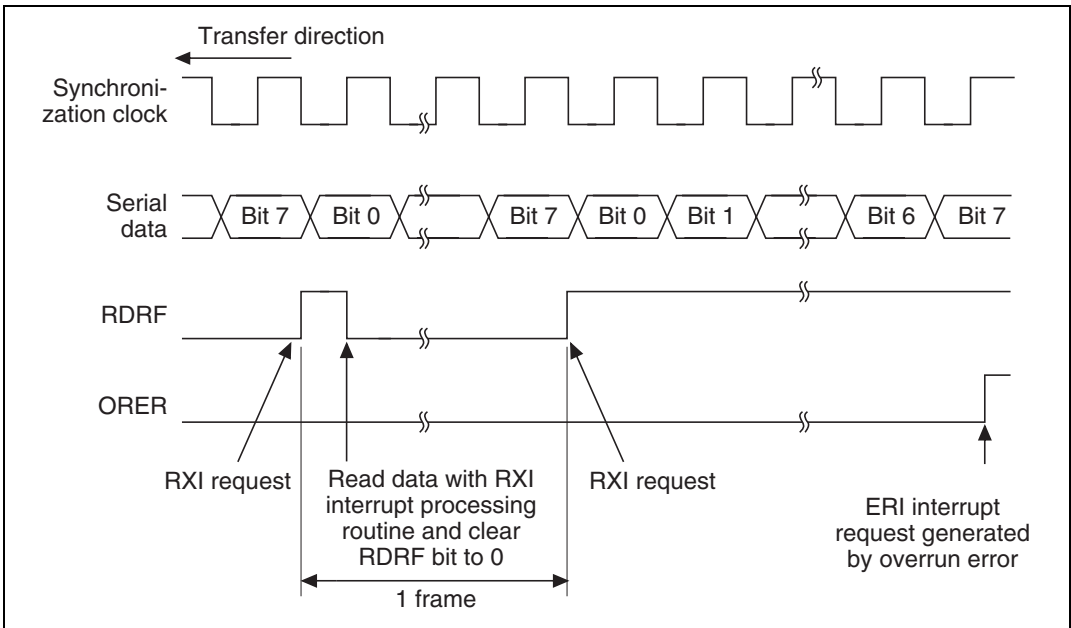 Transfer direction
Synchroni-
zation clock
Serial
data
Bit 7
Bit 0
Bit 7
Bit 0
Bit 1
Bit 6
Bit 7
RDRF
ORER
RXI request
Read data with RXI
interrupt processing
routine and clear
RDRF bit to 0
RXI request
ERI interrupt
request generated
by overrun error
1 frame